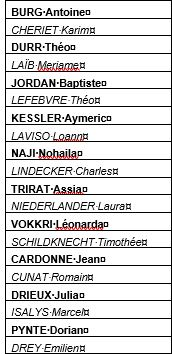 BURG·Antoine¤
CHERIET·Karim¤
DURR·Théo¤
LAÏB·Meriame¤
JORDAN·Baptiste¤
LEFEBVRE·Théo¤
KESSLER·Aymeric¤
LAVISO·Loann¤
NAJI·Nohaila¤
LINDECKER·Charles¤
TRIRAT·Assia¤
NIEDERLANDER·Laura¤
VOKKRI·Léonarda¤
SCHILDKNECHT·Timothée¤
CARDONNE·Jean¤
CUNAT·Romain¤
DRIEUX·Julia¤
ISALYS·Marcel¤
PYNTE·Dorian¤
DREY·Emilien¤